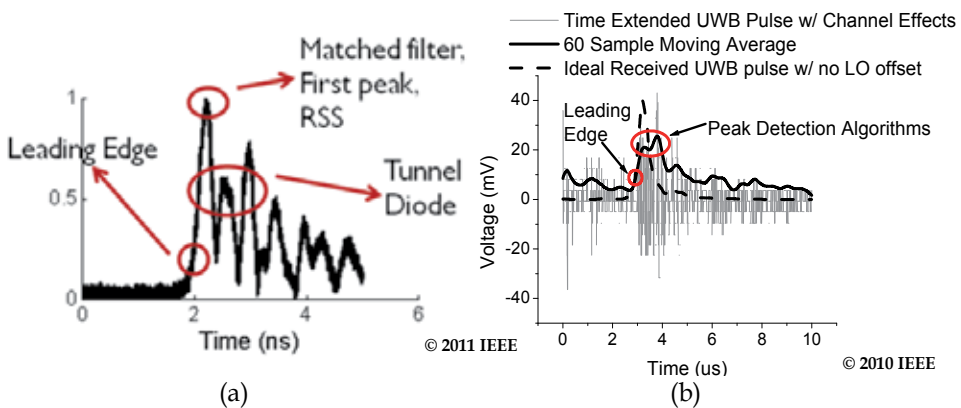 Matched filter,
First peak,
RSS
Leading Edge
Tunnel
Diode
1
0.5
0
0
2
4
6
Time (ns)
© 2011 IEEE
(a)
Time Extended UWB Pulse w/ Channel Effects
60 Sample Moving Average
Ideal Received UWB pulse w/ no LO offset
Leading
Edge
Peak Detection Algorithms
Voltage (mV)
40
20
0
-20
-40
0
2
4
6
8
10
Time (us)
© 2010 IEEE
(b)